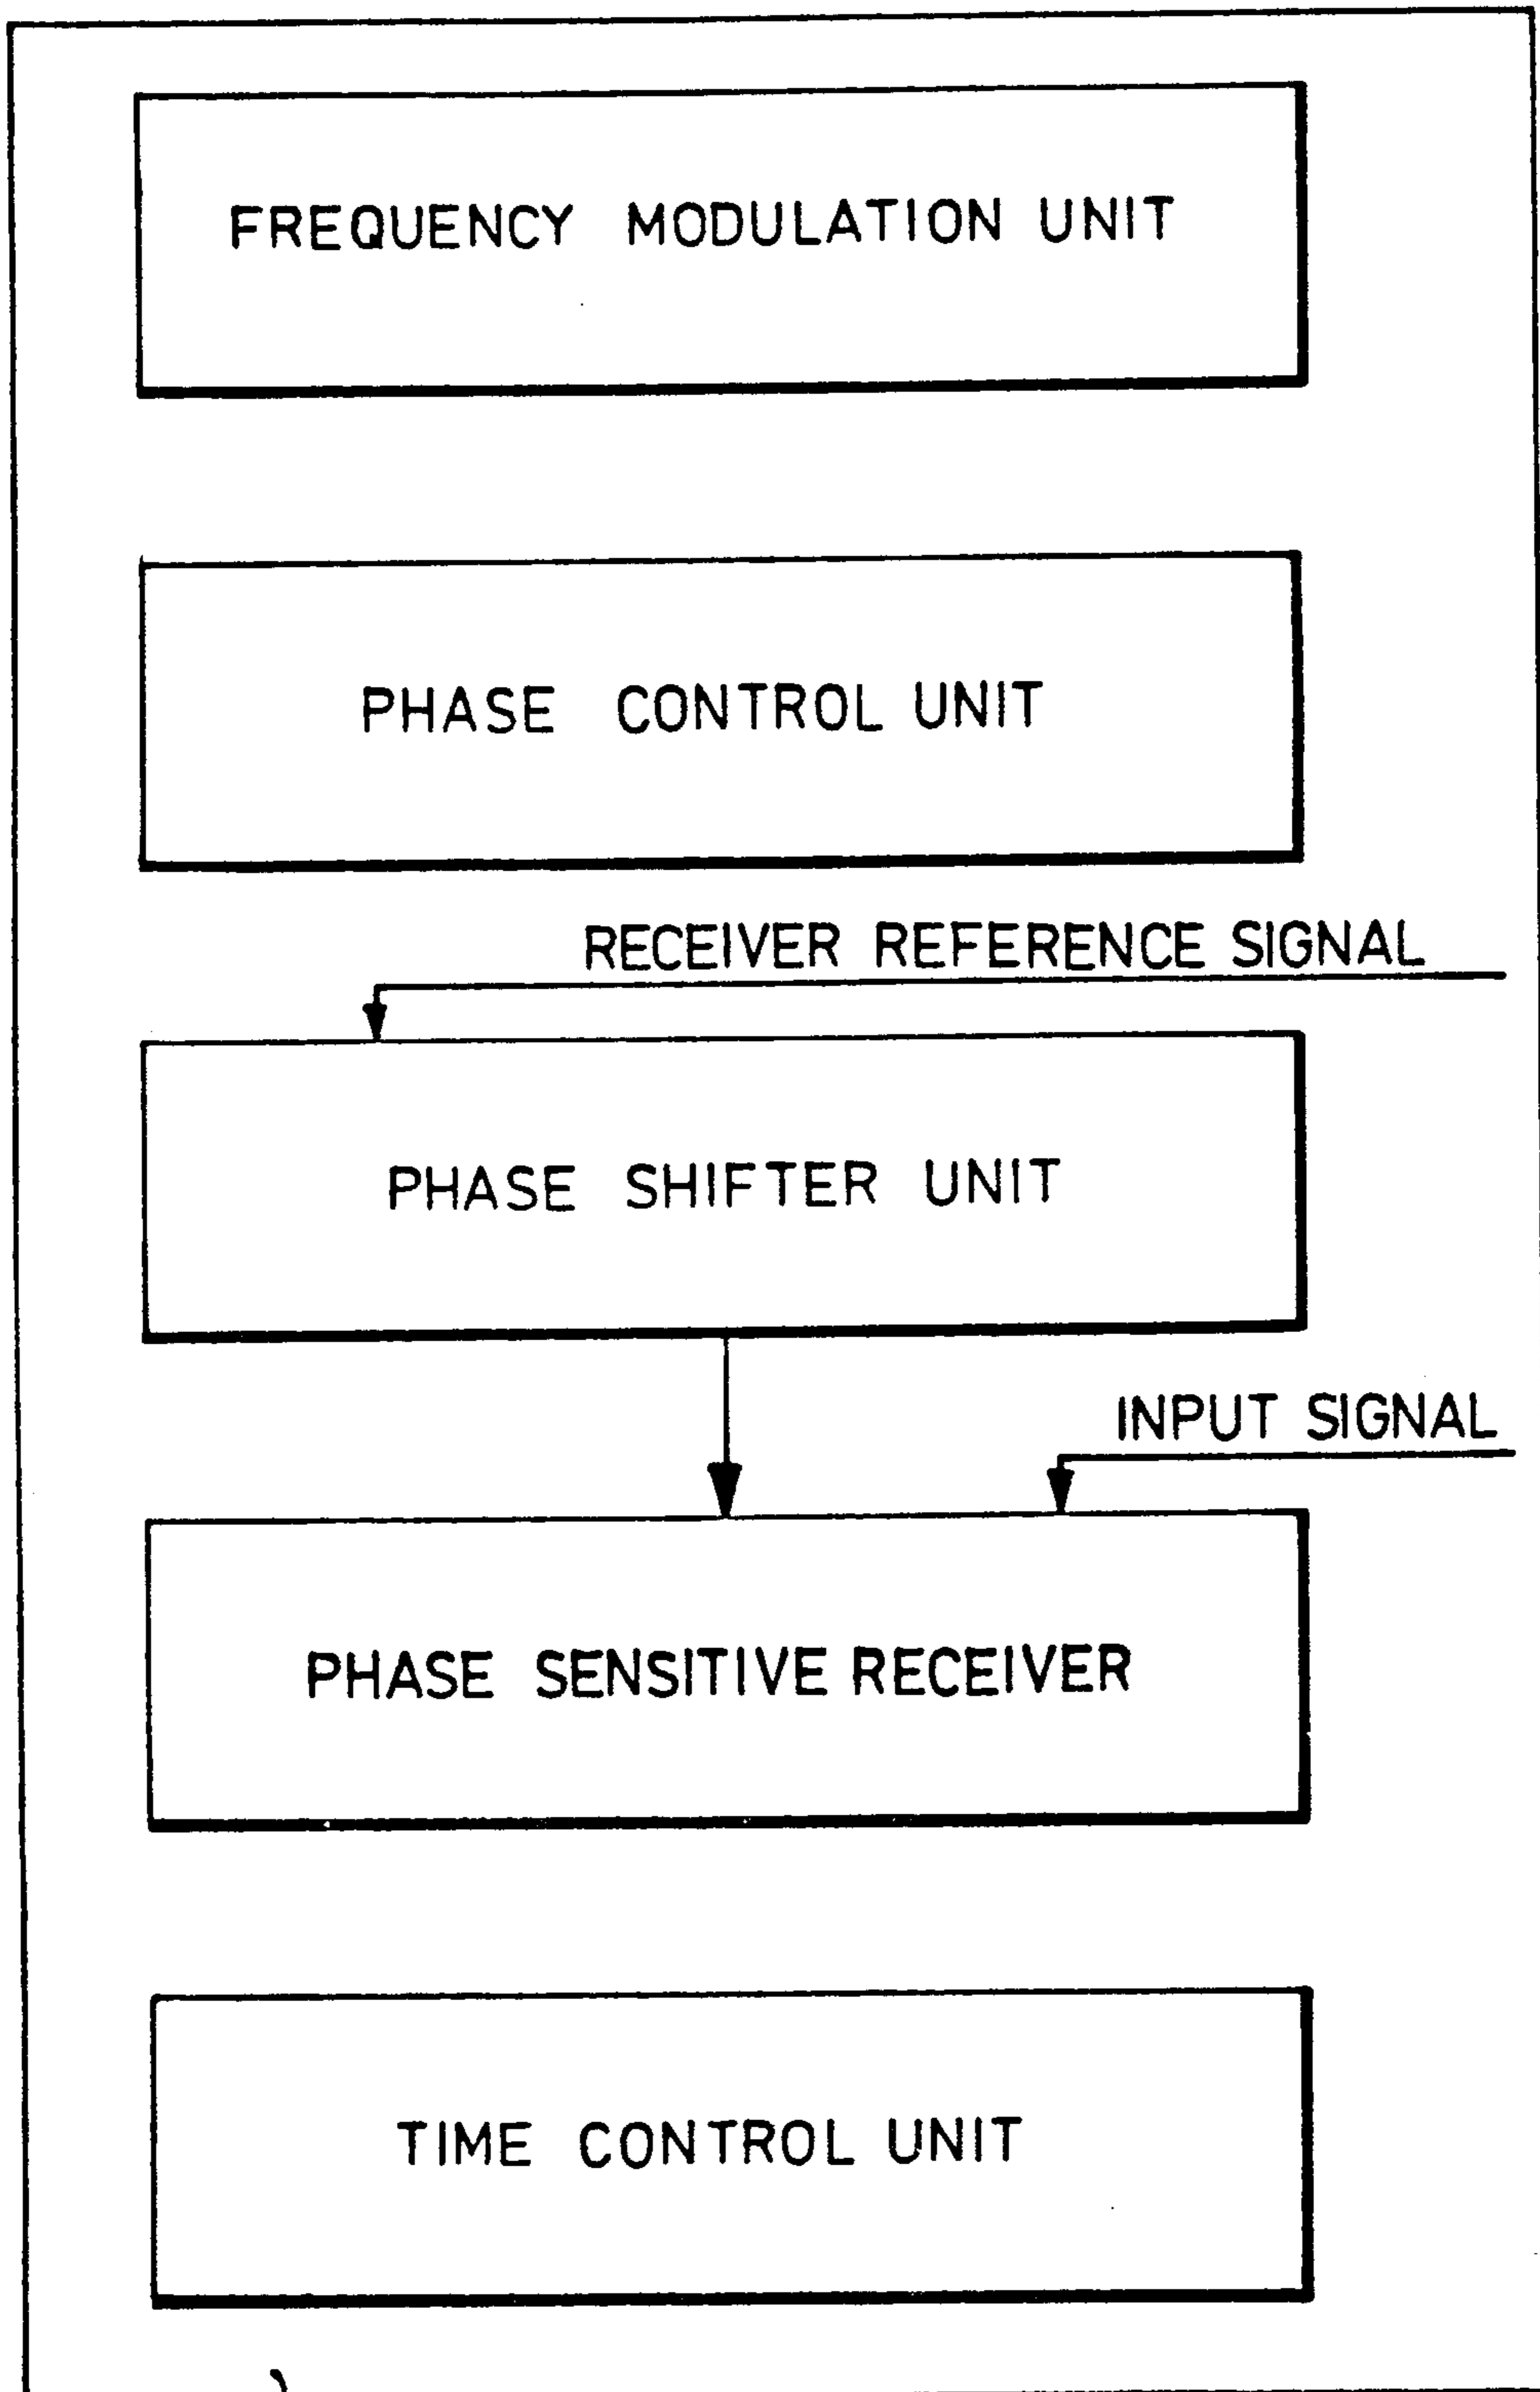 FREQUENCY MODULATION UNIT
PHASE CONTROL UNIT
RECEIVER REFERENCE SIGNAL
PHASE SHIFTER UNIT
INPUT SIGNAL
PHASE SENSITIVE RECEIVER
TIME CONTROL UNIT